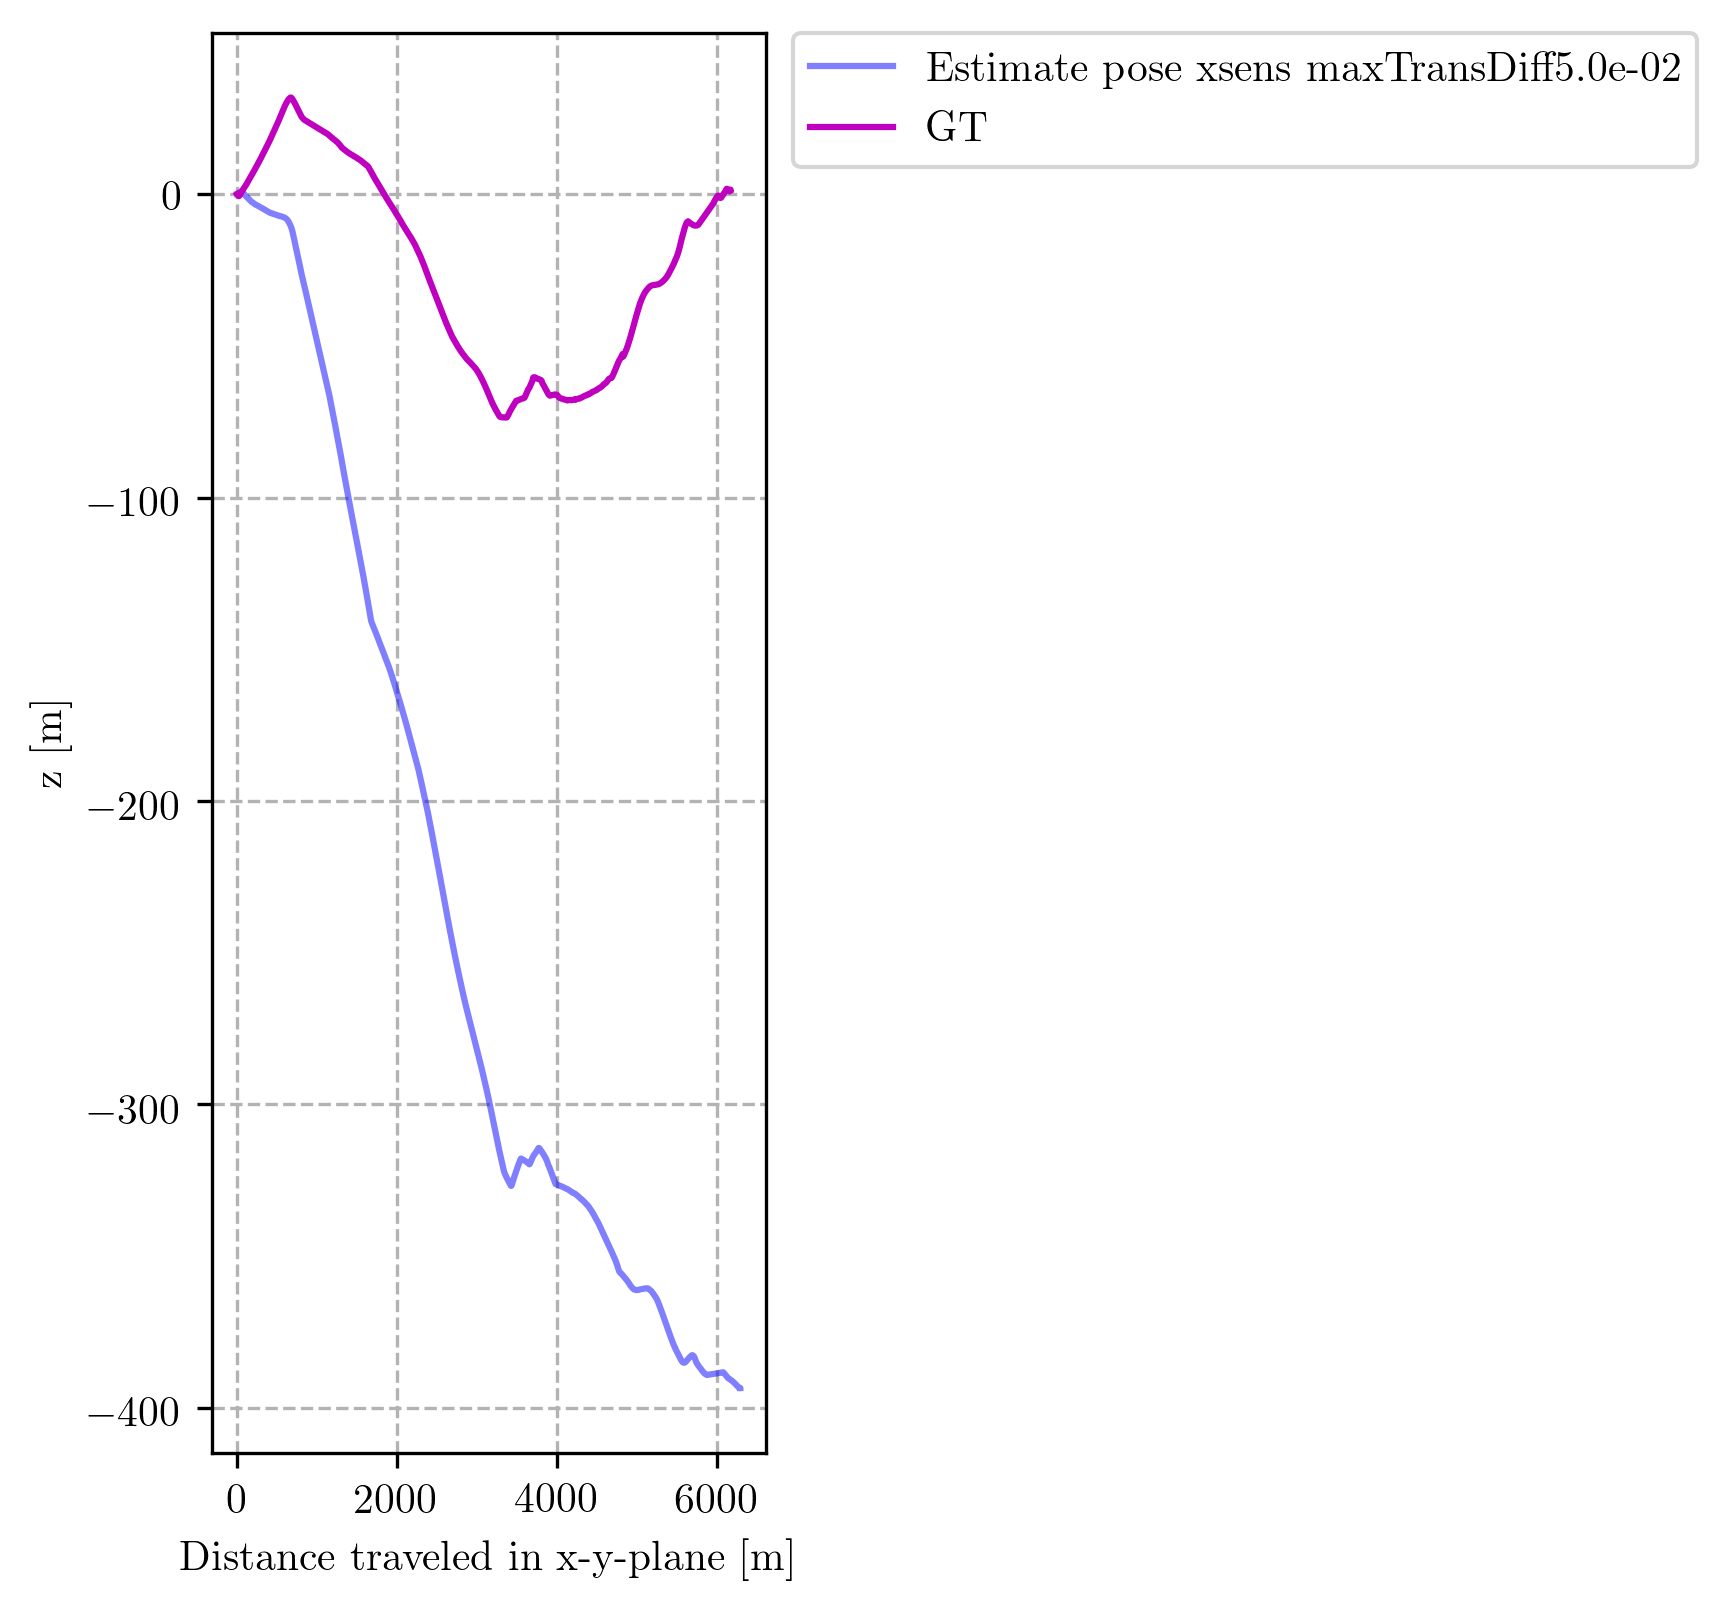 Estimate pose xsens maxTransDiff5.0e-02
GT
0
−100
−200
−300
−400
z [m]
0 2000 4000 6000
Distance traveled in x-y-plane [m]